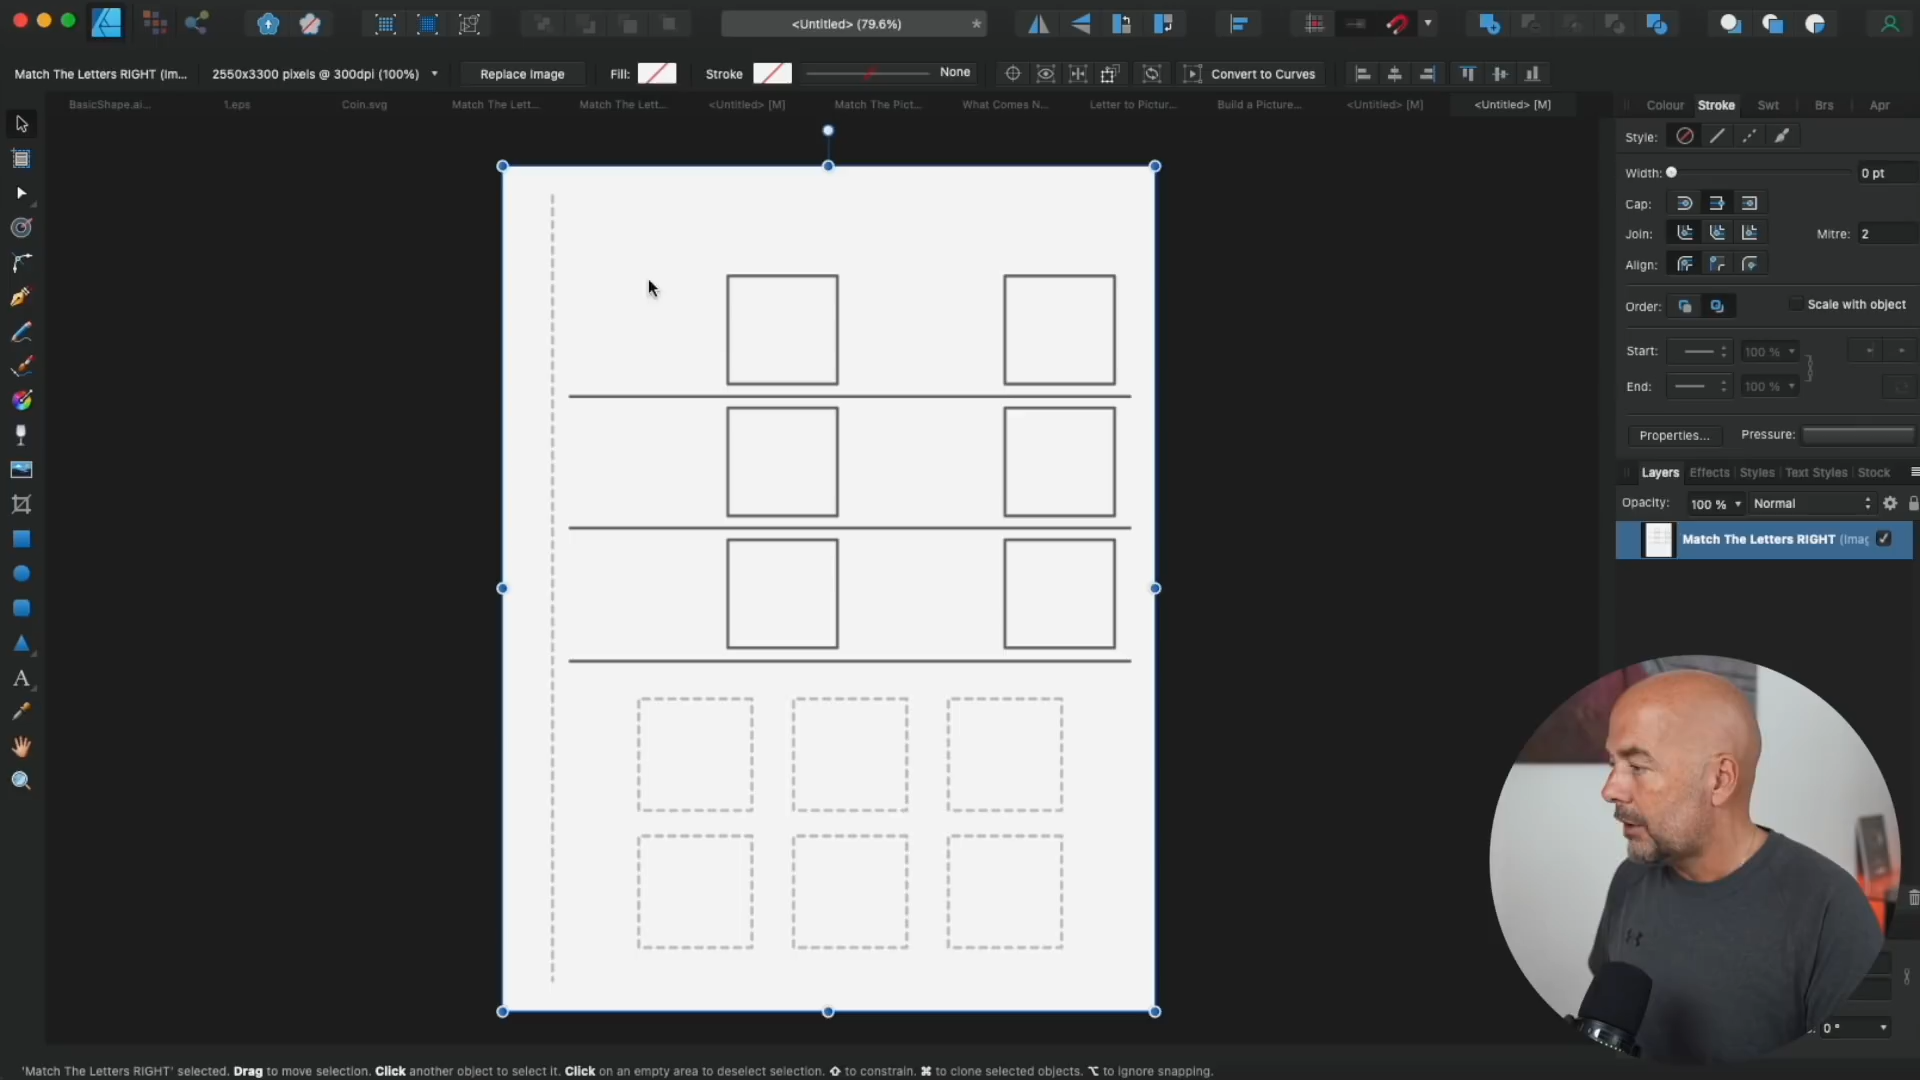 <Untitled> (79.6%)
*
Match The Letters RIGHT (Im... 2550x3300 pixels @ 300dpi (100%) Replace Image Fill: Stroke None Convert to Curves
BasicShape.ai... 1.eps Coin.svg Match The Lett... Match The Lett... <Untitled> [M] Match The Pict... What Comes N... Letter to Pictur... Build a Picture... <Untitled> [M] <Untitled> [M]
Colour Stroke Swt Brs Apr
Style:
Width: 0 pt
Cap:
Join: Mitre: 2
Align:
Order: Scale with object
Start: 100 %
End: 100 %
Properties... Pressure:
Layers Effects Styles Text Styles Stock
Opacity: 100 % Normal
Match The Letters RIGHT (Imag
A
0 °
'Match The Letters RIGHT' selected. Drag to move selection. Click another object to select it. Click on an empty area to deselect selection. ⇧ to constrain. ⌘ to clone selected objects. ⌥ to ignore snapping.